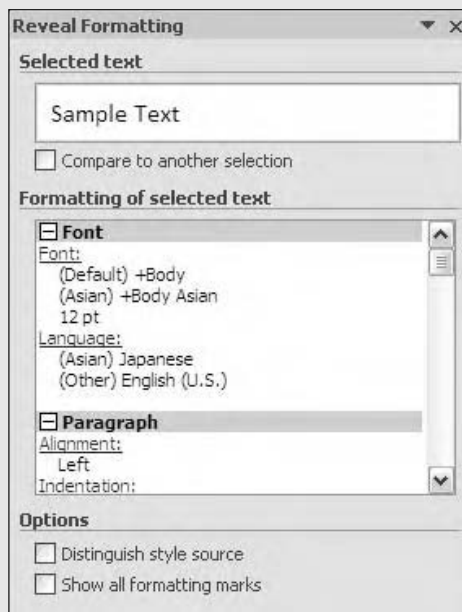 Reveal Formatting
Selected text
Sample Text
Compare to another selection
Formatting of selected text
Font
Font:
(Default) +Body
(Asian) +Body Asian
12 pt
Language:
(Asian) Japanese
(Other) English (U.S.)
Paragraph
Alignment:
Left
Indentation:
Options
Distinguish style source
Show all formatting marks